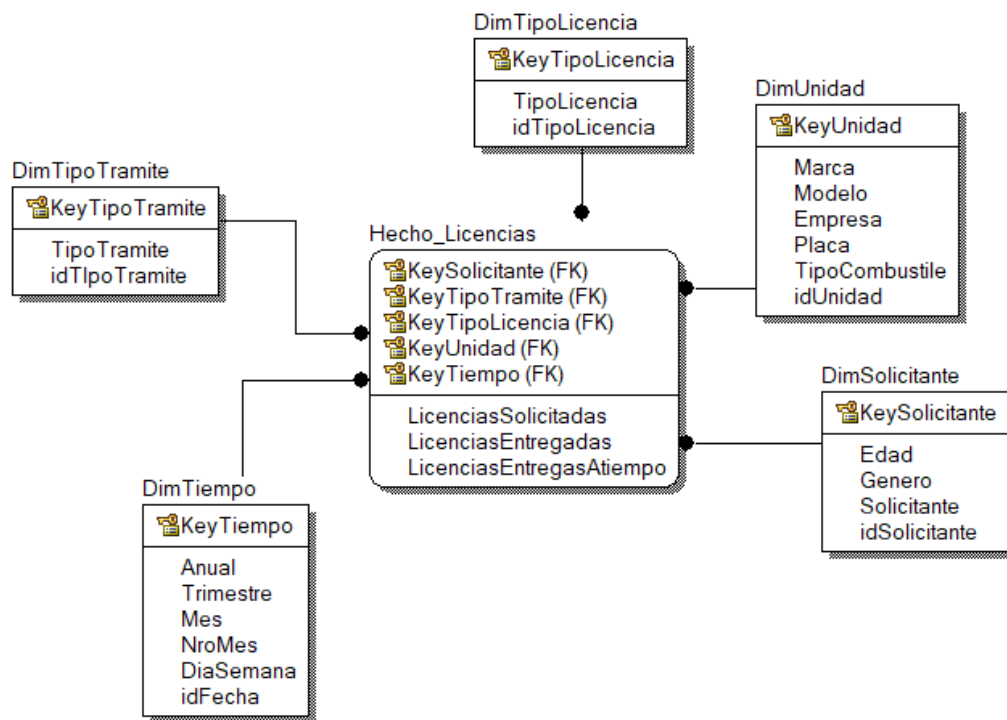 DimTipoLicencia
KeyTipoLicencia
TipoLicencia
idTipoLicencia
DimUnidad
KeyUnidad
Marca
Modelo
Empresa
Placa
TipoCombustile
idUnidad
DimTipoTramite
KeyTipoTramite
TipoTramite
idTIpoTramite
Hecho_Licencias
KeySolicitante (FK)
KeyTipoTramite (FK)
KeyTipoLicencia (FK)
KeyUnidad (FK)
KeyTiempo (FK)
LicenciasSolicitadas
LicenciasEntregadas
LicenciasEntregasAtiempo
DimSolicitante
KeySolicitante
Edad
Genero
Solicitante
idSolicitante
DimTiempo
KeyTiempo
Anual
Trimestre
Mes
NroMes
DiaSemana
idFecha